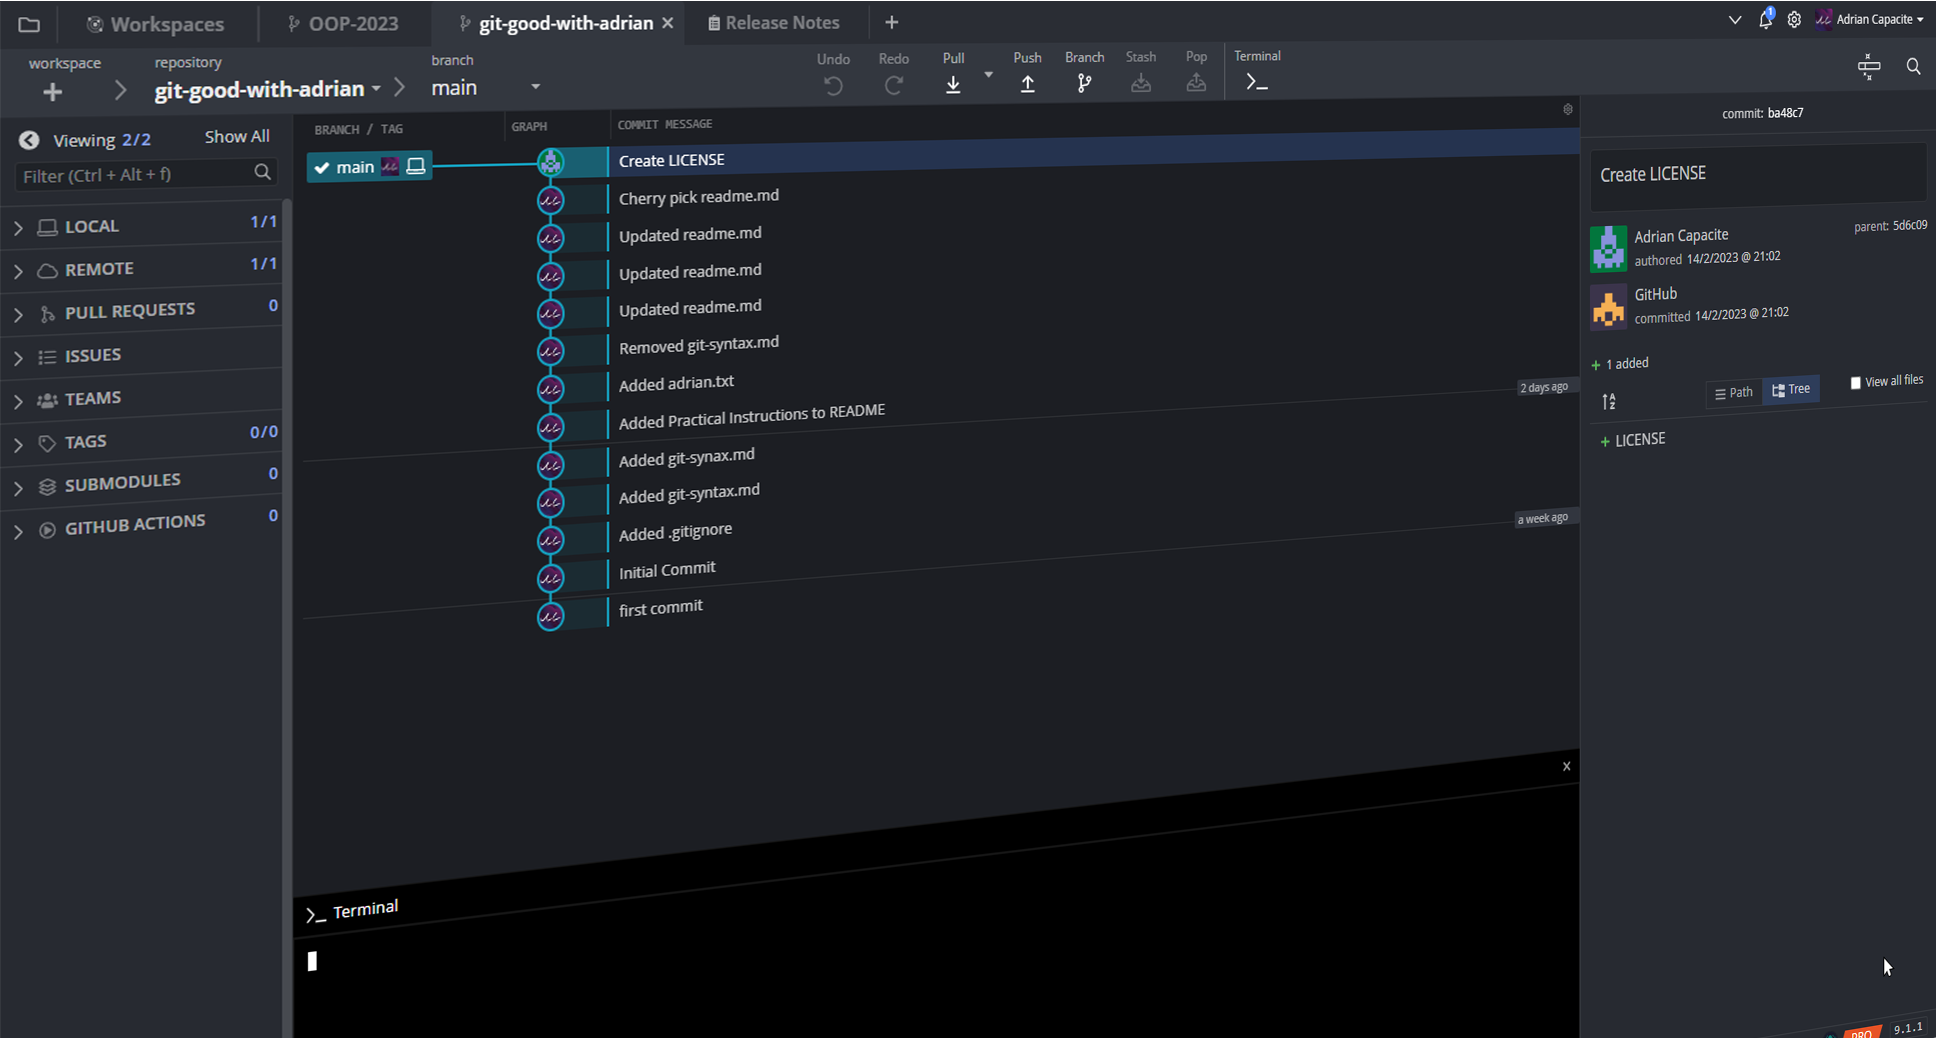 Workspaces
OOP-2023
git-good-with-adrian
Release Notes
1
Adrian Capacite
workspace
repository
git-good-with-adrian
branch
main
Undo
Redo
Pull
Push
Branch
Stash
Pop
Terminal
Viewing 2/2
Show All
Filter (Ctrl + Alt + f)
LOCAL 1/1
REMOTE 1/1
PULL REQUESTS 0
ISSUES
TEAMS
TAGS 0/0
SUBMODULES 0
GITHUB ACTIONS 0
BRANCH / TAG
GRAPH
COMMIT MESSAGE
main
Create LICENSE
Cherry pick readme.md
Updated readme.md
Updated readme.md
Updated readme.md
Removed git-syntax.md
Added adrian.txt
2 days ago
Added Practical Instructions to README
Added git-synax.md
Added git-syntax.md
a week ago
Added .gitignore
Initial Commit
first commit
>_ Terminal
commit: ba48c7
Create LICENSE
Adrian Capacite
authored 14/2/2023 @ 21:02
parent: 5d6c09
GitHub
committed 14/2/2023 @ 21:02
+ 1 added
Path
Tree
View all files
+ LICENSE
PRO
9.1.1